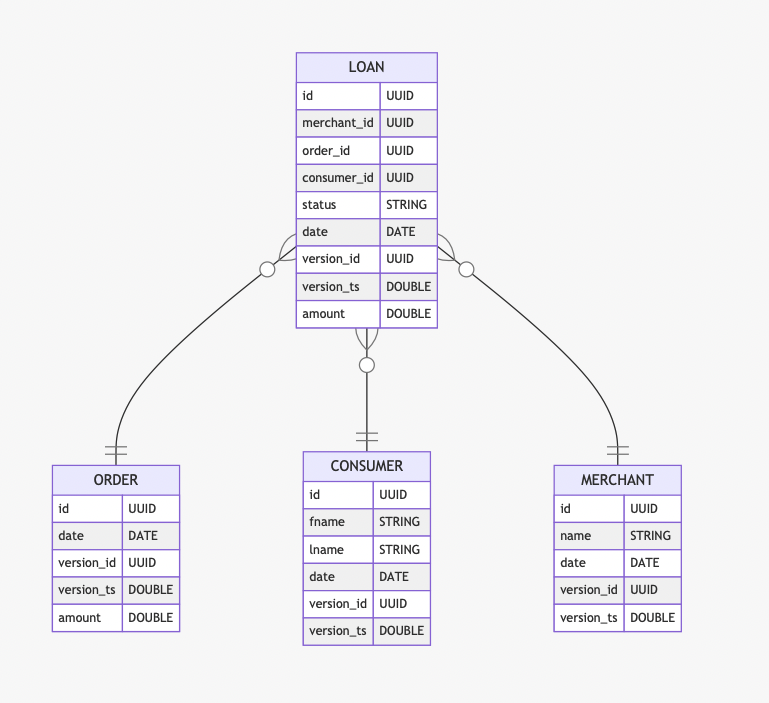 LOAN
id UUID
merchant_id UUID
order_id UUID
consumer_id UUID
status STRING
date DATE
version_id UUID
version_ts DOUBLE
amount DOUBLE
ORDER
id UUID
date DATE
version_id UUID
version_ts DOUBLE
amount DOUBLE
CONSUMER
id UUID
fname STRING
lname STRING
date DATE
version_id UUID
version_ts DOUBLE
MERCHANT
id UUID
name STRING
date DATE
version_id UUID
version_ts DOUBLE